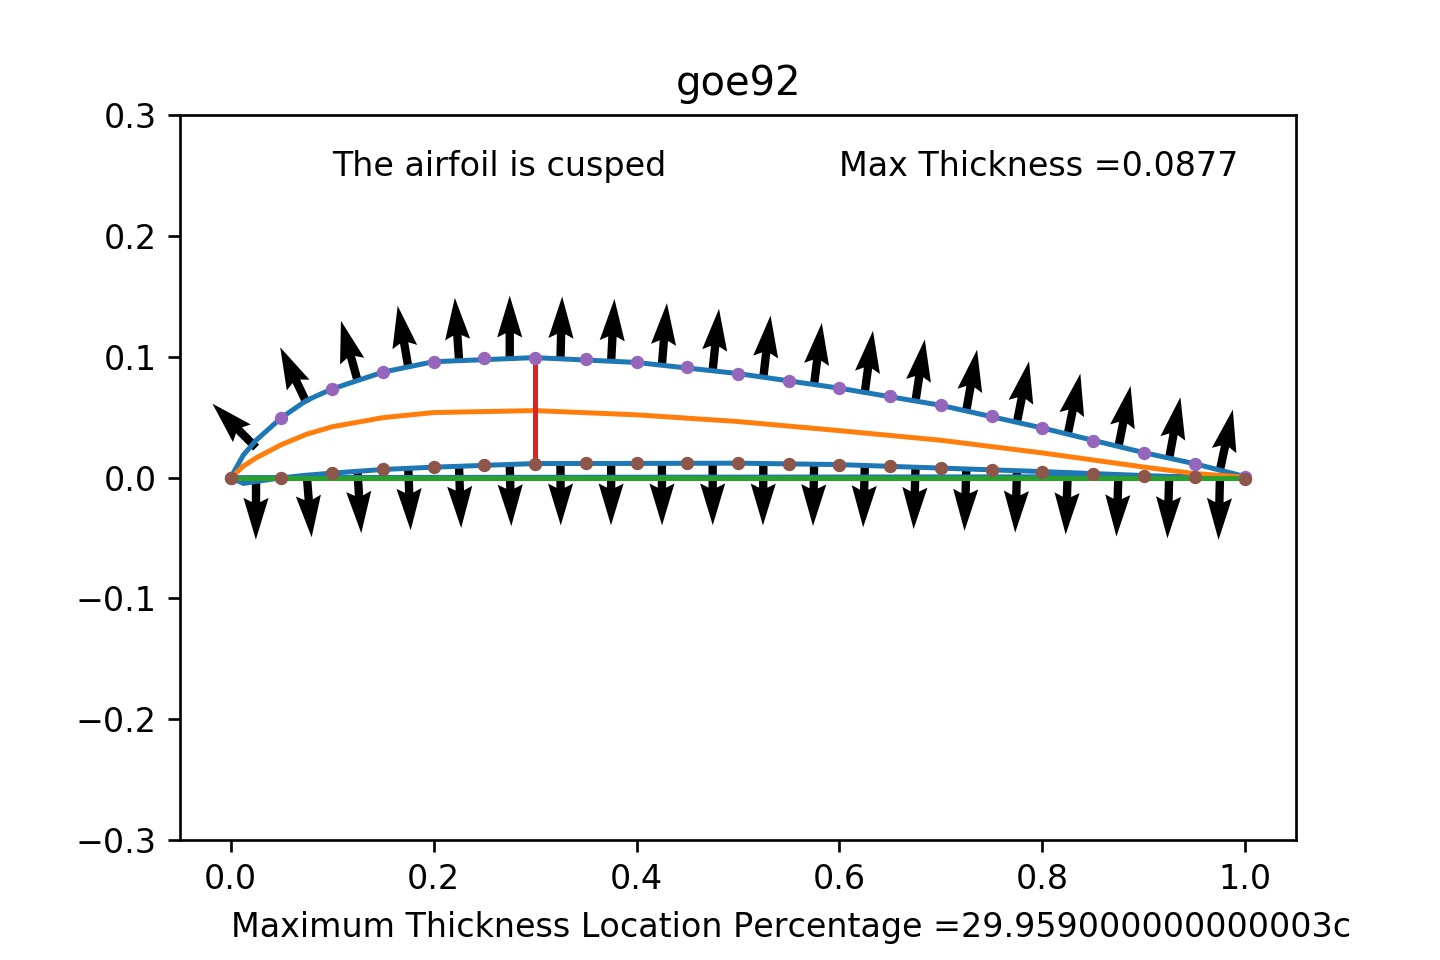 goe92
0.3
The airfoil is cusped
Max Thickness =0.0877
0.2
0.1
0.0
−0.1
−0.2
−0.3
0.0 0.2 0.4 0.6 0.8 1.0
Maximum Thickness Location Percentage =29.959000000000003c